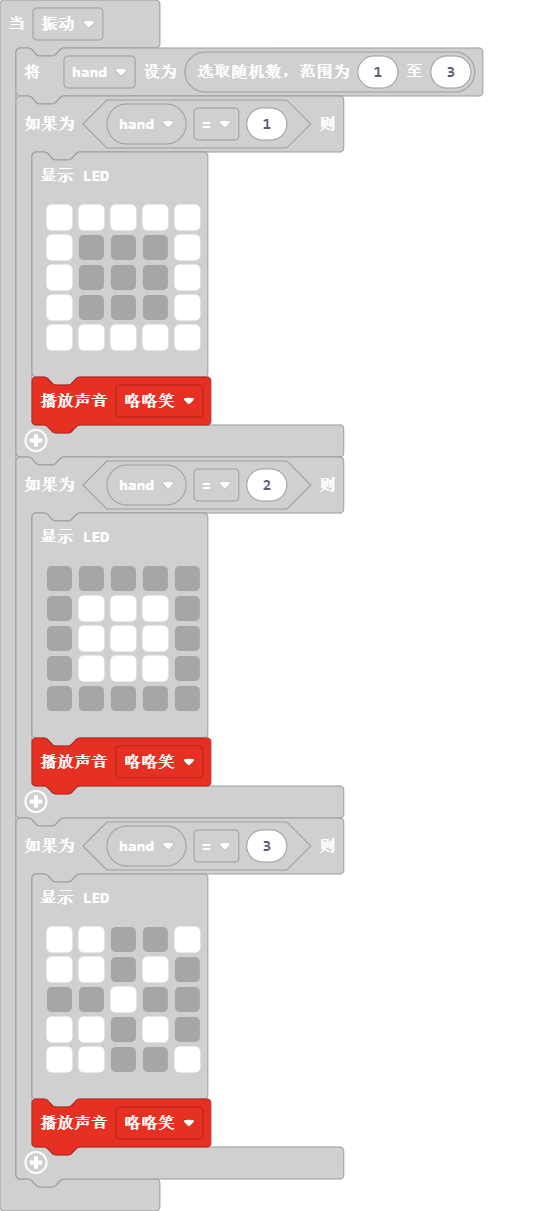 当 振动
将 hand 设为 选取随机数，范围为 1 至 3
如果为 hand = 1 则
显示 LED
播放声音 咯咯笑
如果为 hand = 2 则
显示 LED
播放声音 咯咯笑
如果为 hand = 3 则
显示 LED
播放声音 咯咯笑